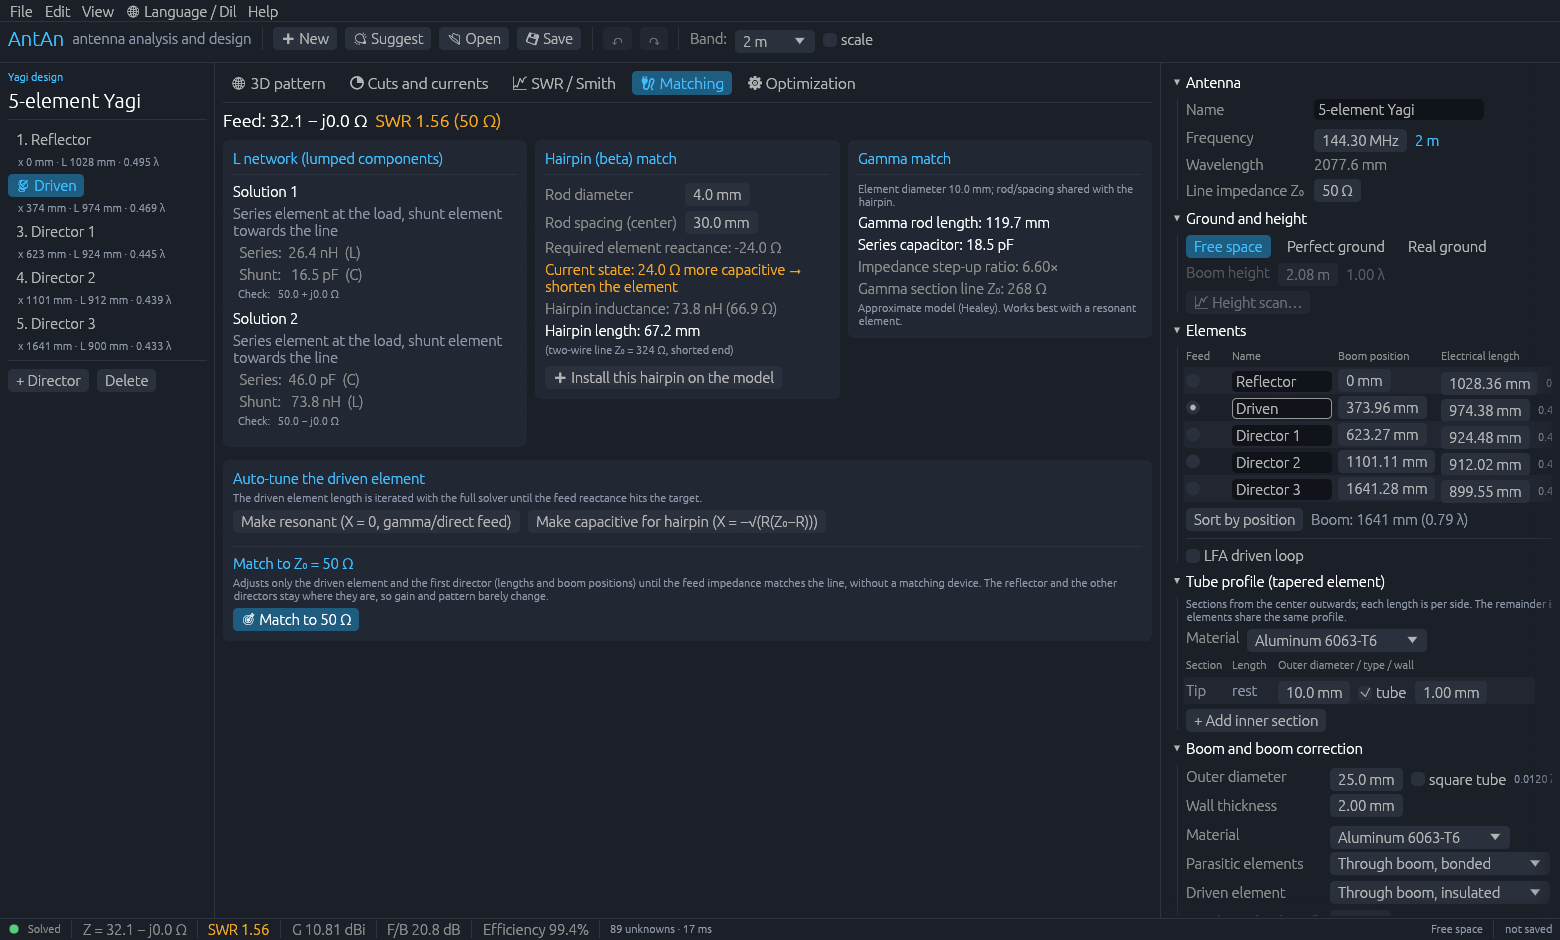 File Edit View Language / Dil Help
AntAn antenna analysis and design + New Suggest Open Save Band: 2 m scale
Yagi design
5-element Yagi
1. Reflector
x 0 mm · L 1028 mm · 0.495 λ
Driven
x 374 mm · L 974 mm · 0.469 λ
3. Director 1
x 623 mm · L 924 mm · 0.445 λ
4. Director 2
x 1101 mm · L 912 mm · 0.439 λ
5. Director 3
x 1641 mm · L 900 mm · 0.433 λ
+ Director Delete
3D pattern Cuts and currents SWR / Smith Matching Optimization
Feed: 32.1 − j0.0 Ω SWR 1.56 (50 Ω)
L network (lumped components)
Solution 1
Series element at the load, shunt element
towards the line
Series: 26.4 nH (L)
Shunt: 16.5 pF (C)
Check: 50.0 + j0.0 Ω
Solution 2
Series element at the load, shunt element
towards the line
Series: 46.0 pF (C)
Shunt: 73.8 nH (L)
Check: 50.0 − j0.0 Ω
Hairpin (beta) match
Rod diameter 4.0 mm
Rod spacing (center) 30.0 mm
Required element reactance: -24.0 Ω
Current state: 24.0 Ω more capacitive →
shorten the element
Hairpin inductance: 73.8 nH (66.9 Ω)
Hairpin length: 67.2 mm
(two-wire line Z₀ = 324 Ω, shorted end)
+ Install this hairpin on the model
Gamma match
Element diameter 10.0 mm; rod/spacing shared with the
hairpin.
Gamma rod length: 119.7 mm
Series capacitor: 18.5 pF
Impedance step-up ratio: 6.60×
Gamma section line Z₀: 268 Ω
Approximate model (Healey). Works best with a resonant
element.
Auto-tune the driven element
The driven element length is iterated with the full solver until the feed reactance hits the target.
Make resonant (X = 0, gamma/direct feed) Make capacitive for hairpin (X = −√(R(Z₀−R)))
Match to Z₀ = 50 Ω
Adjusts only the driven element and the first director (lengths and boom positions) until the feed impedance matches the line, without a matching device. The reflector and the other
directors stay where they are, so gain and pattern barely change.
Match to 50 Ω
Antenna
Name 5-element Yagi
Frequency 144.30 MHz 2 m
Wavelength 2077.6 mm
Line impedance Z₀ 50 Ω
Ground and height
Free space Perfect ground Real ground
Boom height 2.08 m 1.00 λ
Height scan...
Elements
Feed Name Boom position Electrical length
Reflector 0 mm 1028.36 mm 0
Driven 373.96 mm 974.38 mm 0.4
Director 1 623.27 mm 924.48 mm 0.4
Director 2 1101.11 mm 912.02 mm 0.4
Director 3 1641.28 mm 899.55 mm 0.4
Sort by position Boom: 1641 mm (0.79 λ)
LFA driven loop
Tube profile (tapered element)
Sections from the center outwards; each length is per side. The remainder i
elements share the same profile.
Material Aluminum 6063-T6
Section Length Outer diameter / type / wall
Tip rest 10.0 mm ✓ tube 1.00 mm
+ Add inner section
Boom and boom correction
Outer diameter 25.0 mm square tube 0.0120
Wall thickness 2.00 mm
Material Aluminum 6063-T6
Parasitic elements Through boom, bonded
Driven element Through boom, insulated
Solved Z = 32.1 − j0.0 Ω SWR 1.56 G 10.81 dBi F/B 20.8 dB Efficiency 99.4% 89 unknowns · 17 ms Free space not saved